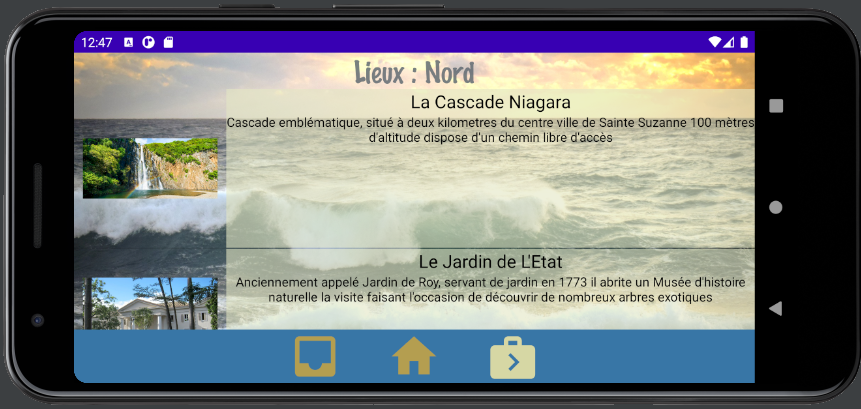 12:47
Lieux : Nord
La Cascade Niagara
Cascade emblématique, situé à deux kilometres du centre ville de Sainte Suzanne 100 mètres
d'altitude dispose d'un chemin libre d'accès
Le Jardin de L'Etat
Anciennement appelé Jardin de Roy, servant de jardin en 1773 il abrite un Musée d'histoire
naturelle la visite faisant l'occasion de découvrir de nombreux arbres exotiques